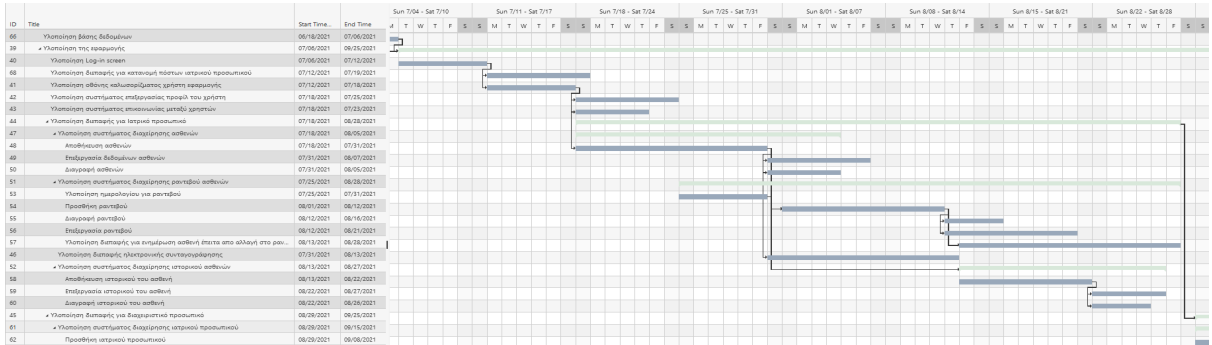 Sun 7/04 - Sat 7/10 Sun 7/11 - Sat 7/17 Sun 7/18 - Sat 7/24 Sun 7/25 - Sat 7/31 Sun 8/01 - Sat 8/07 Sun 8/08 - Sat 8/14 Sun 8/15 - Sat 8/21 Sun 8/22 - Sat 8/28
ID Title Start Time... End Time M T W T F S S M T W T F S S M T W T F S S M T W T F S S M T W T F S S M T W T F S S M T W T F S S M T W T F S S
66 Υλοποίηση βάσης δεδομένων 06/18/2021 07/06/2021
39 Υλοποίηση της εφαρμογής 07/06/2021 09/25/2021
40 Υλοποίηση Log-in screen 07/06/2021 07/12/2021
68 Υλοποίηση διεπαφής για κατανομή πόστων ιατρικού προσωπικού 07/12/2021 07/19/2021
41 Υλοποίηση οθόνης καλωσορίζματος χρήστη εφαρμογής 07/12/2021 07/18/2021
42 Υλοποίηση συστήματος επεξεργασίας προφίλ του χρήστη 07/18/2021 07/25/2021
43 Υλοποίηση συστήματος επικοινωνίας μεταξύ χρηστών 07/18/2021 07/23/2021
44 Υλοποίηση διεπαφής για Ιατρικό προσωπικό 07/18/2021 08/28/2021
47 Υλοποίηση συστήματος διαχείρησης ασθενών 07/18/2021 08/05/2021
48 Αποθήκευση ασθενών 07/18/2021 07/31/2021
49 Επεξεργασία δεδομένων ασθενών 07/31/2021 08/07/2021
50 Διαγραφή ασθενών 07/31/2021 08/05/2021
51 Υλοποίηση συστήματος διαχείρησης ραντεβού ασθενών 07/25/2021 08/28/2021
53 Υλοποίηση ημερολογίου για ραντεβού 07/25/2021 07/31/2021
54 Προσθήκη ραντεβού 08/01/2021 08/12/2021
55 Διαγραφή ραντεβού 08/12/2021 08/16/2021
56 Επεξεργασία ραντεβού 08/12/2021 08/21/2021
57 Υλοποίηση διεπαφής για ενημέρωση ασθενή έπειτα απο αλλαγή στο ραν... 08/13/2021 08/28/2021
46 Υλοποίηση διεπαφής ηλεκτρονικής συνταγογράφησης 07/31/2021 08/13/2021
52 Υλοποίηση συστήματος διαχείρησης ιστορικού ασθενών 08/13/2021 08/27/2021
58 Αποθήκευση ιστορικού του ασθενή 08/13/2021 08/22/2021
59 Επεξεργασία ιστορικού του ασθενή 08/22/2021 08/27/2021
60 Διαγραφή ιστορικού του ασθενή 08/22/2021 08/26/2021
45 Υλοποίηση διεπαφής για διαχειριστικό προσωπικό 08/29/2021 09/25/2021
61 Υλοποίηση συστήματος διαχείρησης ιατρικού προσωπικού 08/29/2021 09/15/2021
62 Προσθήκη ιατρικού προσωπικού 08/29/2021 09/08/2021